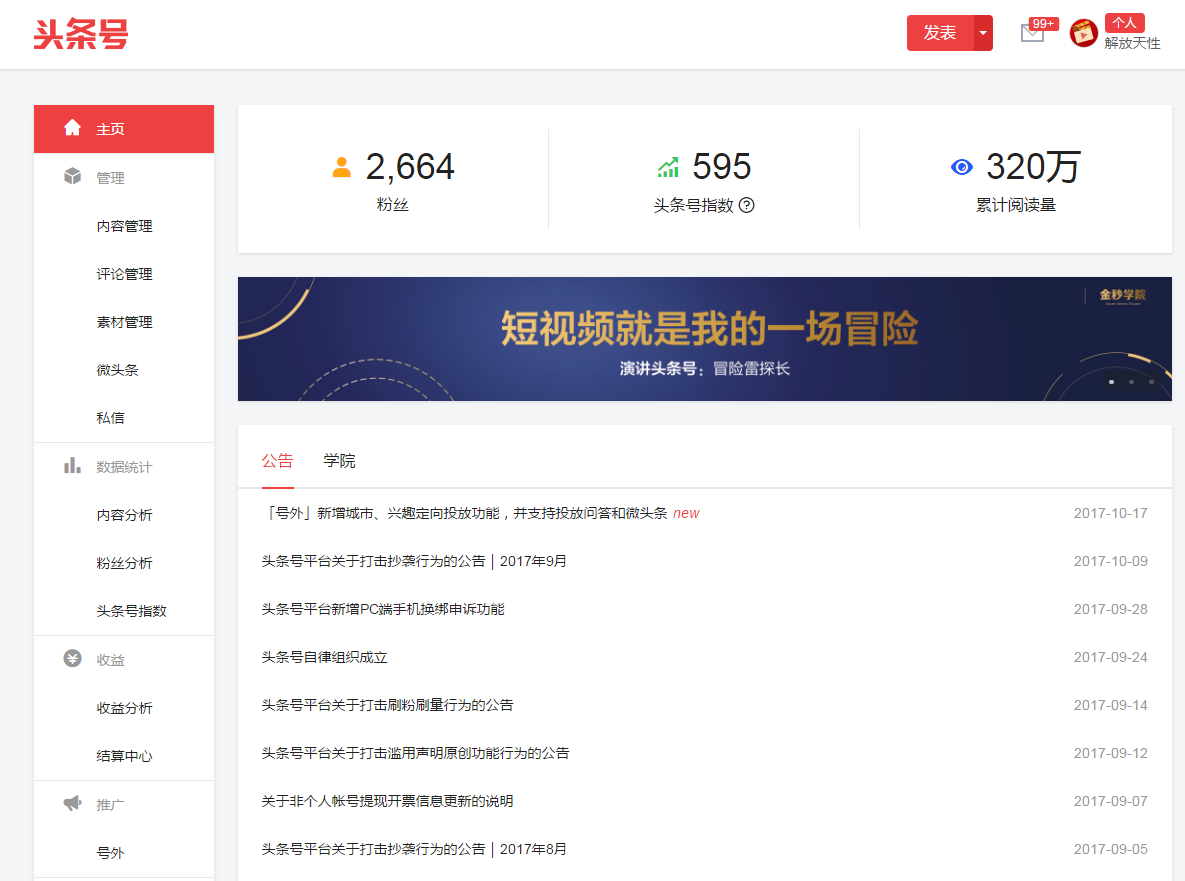 头条号
发表
99+
个人
解放天性
主页
管理
内容管理
评论管理
素材管理
微头条
私信
数据统计
内容分析
粉丝分析
头条号指数
收益
收益分析
结算中心
推广
号外
2,664
粉丝
595
头条号指数
320万
累计阅读量
金秒学院
短视频就是我的一场冒险
演讲头条号：冒险雷探长
公告 学院
「号外」新增城市、兴趣定向投放功能，并支持投放问答和微头条 new 2017-10-17
头条号平台关于打击抄袭行为的公告 | 2017年9月 2017-10-09
头条号平台新增PC端手机换绑申诉功能 2017-09-28
头条号自律组织成立 2017-09-24
头条号平台关于打击刷粉刷量行为的公告 2017-09-14
头条号平台关于打击滥用声明原创功能行为的公告 2017-09-12
关于非个人帐号提现开票信息更新的说明 2017-09-07
头条号平台关于打击抄袭行为的公告 | 2017年8月 2017-09-05